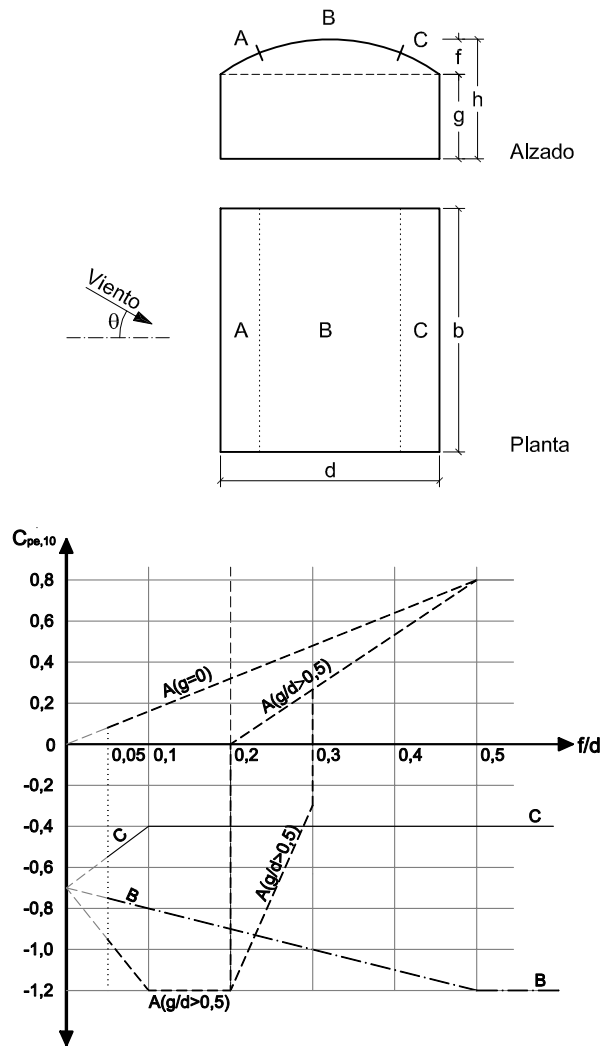 B
A
C
f
h
g
Alzado
Viento
θ
A
B
C
b
d
Planta
Cpe,10
0,8
0,6
0,4
0,2
0
-0,2
-0,4
-0,6
-0,8
-1,0
-1,2
A(g=0)
A(g/d>0,5)
0,05
0,1
0,2
0,3
0,4
0,5
f/d
C
C
A(g/d>0,5)
B
B
A(g/d>0,5)